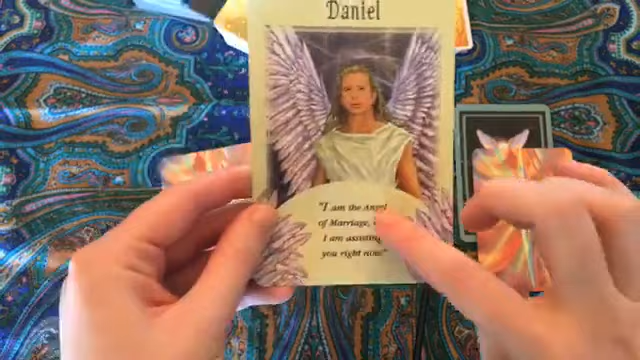 Daniel
"I am the Angel
of Marriage,
I am assisting
you right now."